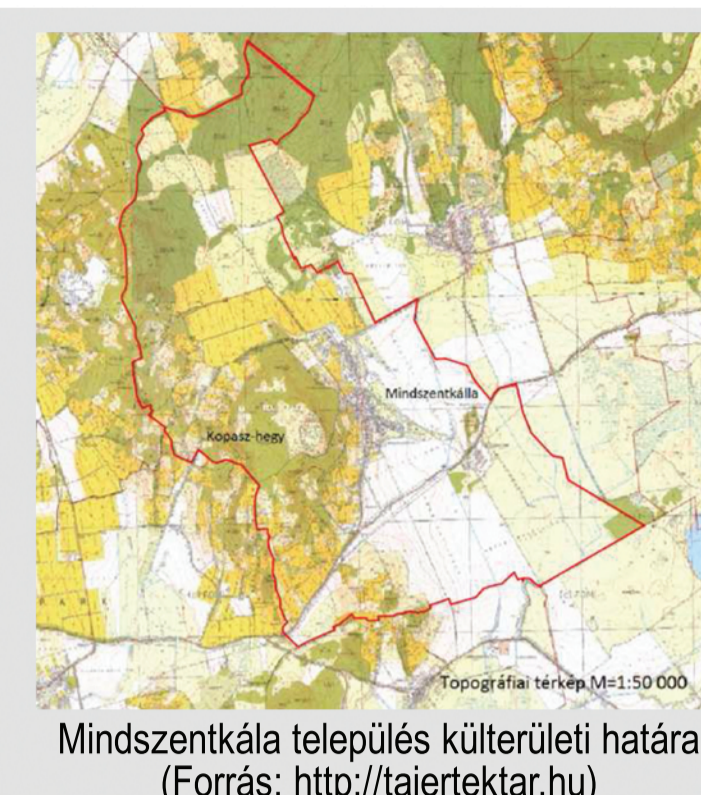 Mindszentkálla
Kopasz-hegy
Topográfiai térkép M=1:50 000
Mindszentkála település külterületi határa
(Forrás: http://tajertektar.hu)